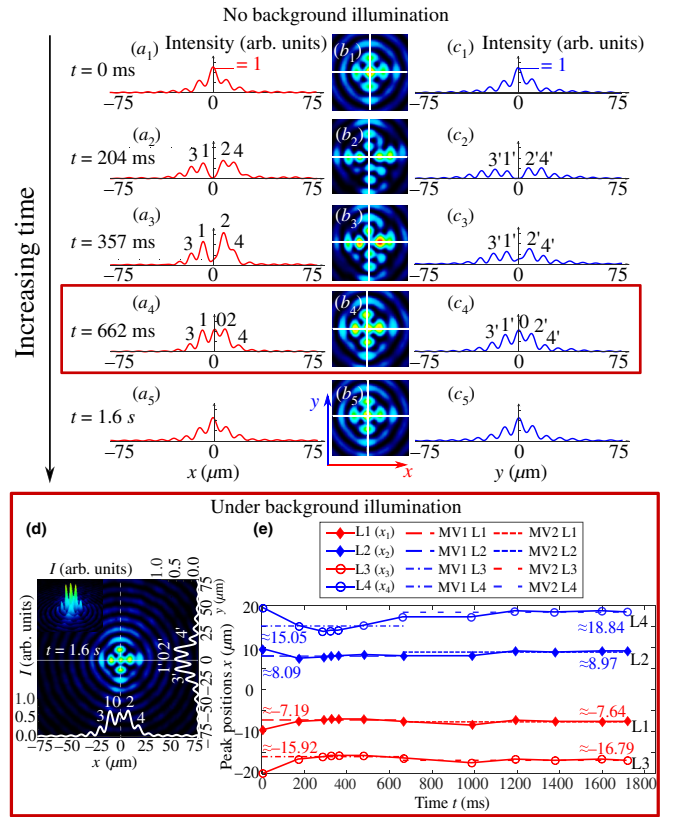 No background illumination
Increasing time
(a1) Intensity (arb. units) (b1) (c1) Intensity (arb. units)
t = 0 ms
= 1 = 1
−75 0 75 −75 0 75
(a2) (b2) (c2)
t = 204 ms
3 1 2 4 3' 1' 2' 4'
−75 0 75 −75 0 75
(a3) (b3) (c3)
t = 357 ms
3 1 2 4 3' 1' 2' 4'
−75 0 75 −75 0 75
(a4) (b4) (c4)
t = 662 ms
3 1 0 2 4 3' 1' 0 2' 4'
−75 0 75 −75 0 75
(a5) (b5) (c5)
t = 1.6 s
y
−75 0 75 −75 0 75
x (μm) x y (μm)
Under background illumination
(d)
I (arb. units)
I (arb. units)
1.0 0.5 0.0
75 50 25 0 −25 −50 −75
y (μm)
t = 1.6 s
3' 1' 0 2' 4'
1.0
0.5
0.0
3 1 0 2 4
−75 −50 −25 0 25 50 75
x (μm)
(e)
L1 (x1) MV1 L1 MV2 L1
L2 (x2) MV1 L2 MV2 L2
L3 (x3) MV1 L3 MV2 L3
L4 (x4) MV1 L4 MV2 L4
Peak positions x (μm)
20
10
0
−10
−20
≈15.05 ≈18.84 L4
≈8.09 ≈8.97 L2
≈−7.19 ≈−7.64 L1
≈−15.92 ≈−16.79 L3
0 200 400 600 800 1000 1200 1400 1600 1800
Time t (ms)